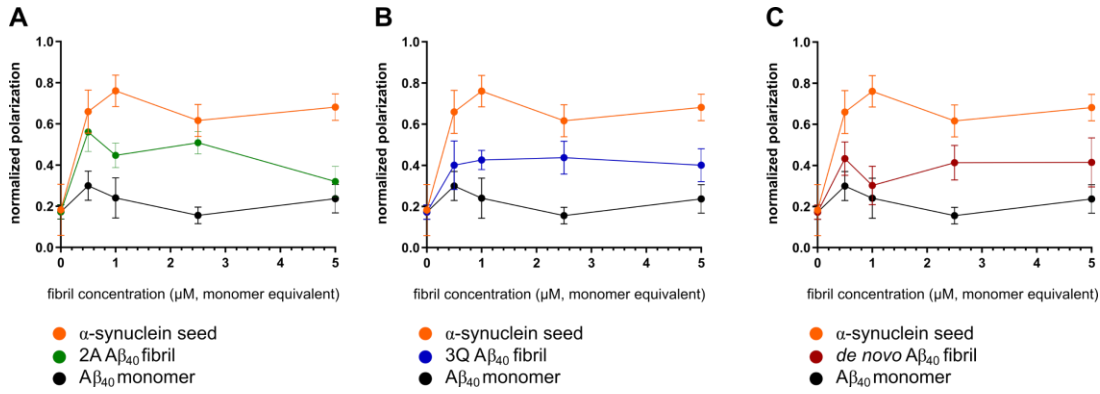 A
normalized polarization
1.0
0.8
0.6
0.4
0.2
0.0
0 1 2 3 4 5
fibril concentration (µM, monomer equivalent)
α-synuclein seed
2A Aβ40 fibril
Aβ40 monomer
B
normalized polarization
1.0
0.8
0.6
0.4
0.2
0.0
0 1 2 3 4 5
fibril concentration (µM, monomer equivalent)
α-synuclein seed
3Q Aβ40 fibril
Aβ40 monomer
C
normalized polarization
1.0
0.8
0.6
0.4
0.2
0.0
0 1 2 3 4 5
fibril concentration (µM, monomer equivalent)
α-synuclein seed
de novo Aβ40 fibril
Aβ40 monomer